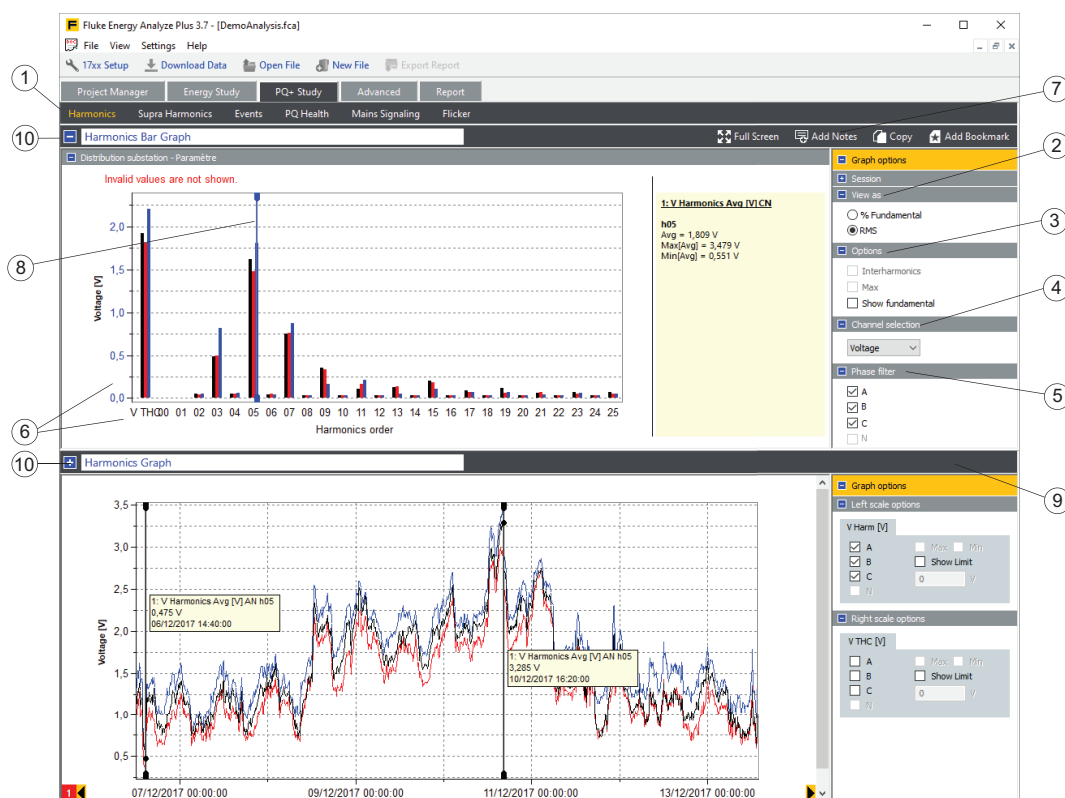 Fluke Energy Analyze Plus 3.7 - [DemoAnalysis.fca]
File View Settings Help
17xx Setup Download Data Open File New File Export Report
1
Project Manager Energy Study PQ+ Study Advanced Report
7
Harmonics Supra Harmonics Events PQ Health Mains Signaling Flicker
10 Harmonics Bar Graph Full Screen Add Notes Copy Add Bookmark
2
Distribution substation - Paramètre
Invalid values are not shown.
2,0
1,5
1,0
0,5
0,0
Voltage [V]
8
V THC 00 01 02 03 04 05 06 07 08 09 10 11 12 13 14 15 16 17 18 19 20 21 22 23 24 25
Harmonics order
6
1: V Harmonics Avg [V] CN
h05
Avg = 1,809 V
Max[Avg] = 3,479 V
Min[Avg] = 0,551 V
Graph options
Session
View as
% Fundamental
RMS
3
Options
Interharmonics
Max
Show fundamental
4
Channel selection
Voltage
Phase filter
5
A
B
C
N
10 Harmonics Graph
9
3,5
3,0
2,5
2,0
1,5
1,0
0,5
Voltage [V]
1: V Harmonics Avg [V] AN h05
0,475 V
06/12/2017 14:40:00
1: V Harmonics Avg [V] AN h05
3,285 V
10/12/2017 16:20:00
1
07/12/2017 00:00:00 09/12/2017 00:00:00 11/12/2017 00:00:00 13/12/2017 00:00:00
Graph options
Left scale options
V Harm [V]
A Max Min
B Show Limit
C 0 V
N
Right scale options
V THC [V]
A Max Min
B Show Limit
C 0 V
N